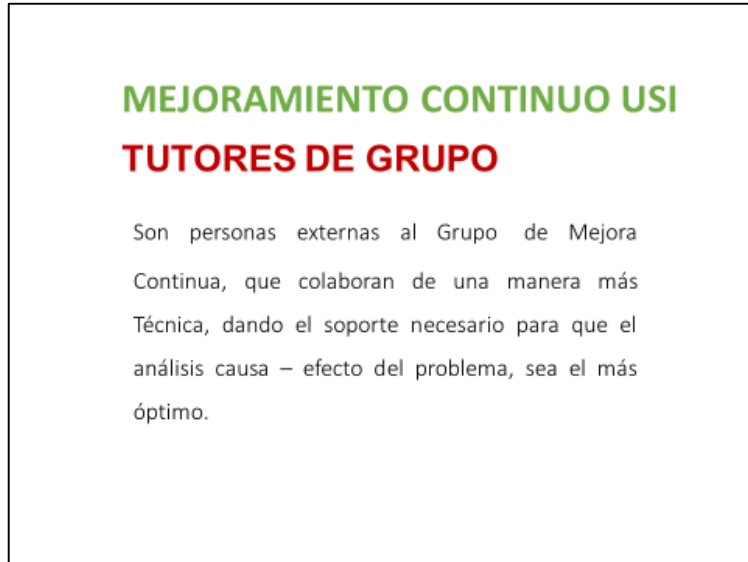 MEJORAMIENTO CONTINUO USI
TUTORES DE GRUPO
Son personas externas al Grupo de Mejora
Continua, que colaboran de una manera más
Técnica, dando el soporte necesario para que el
análisis causa – efecto del problema, sea el más
óptimo.